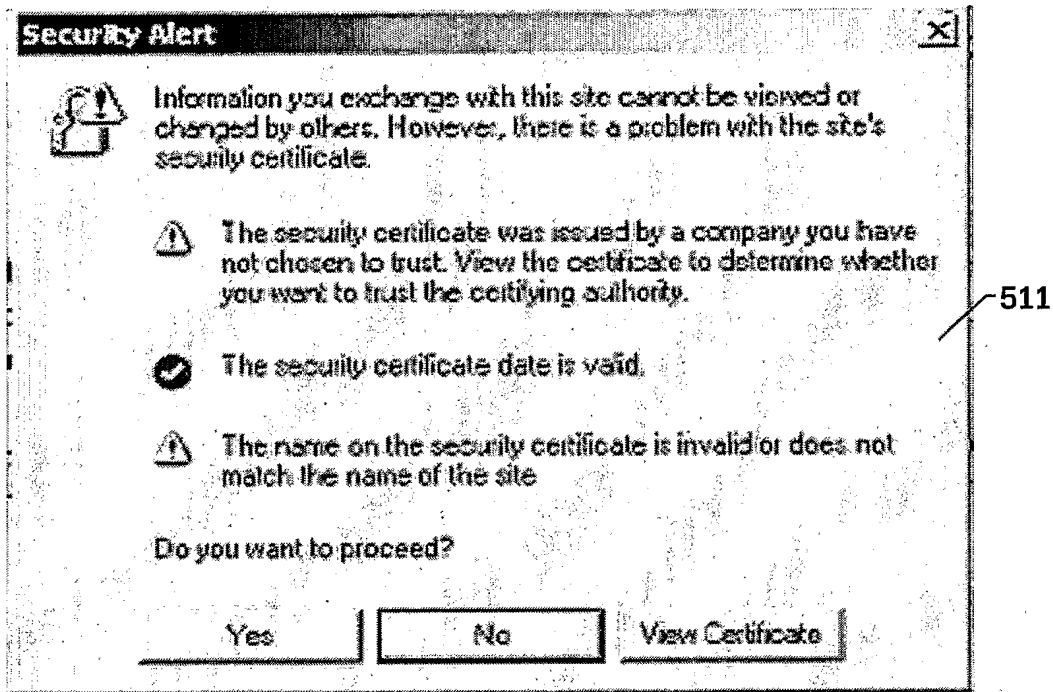 Security Alert
Information you exchange with this site cannot be viewed or
changed by others. However, there is a problem with the site's
security certificate.
The security certificate was issued by a company you have
not chosen to trust. View the certificate to determine whether
you want to trust the certifying authority.
511
The security certificate date is valid.
The name on the security certificate is invalid or does not
match the name of the site
Do you want to proceed?
Yes
No
View Certificate